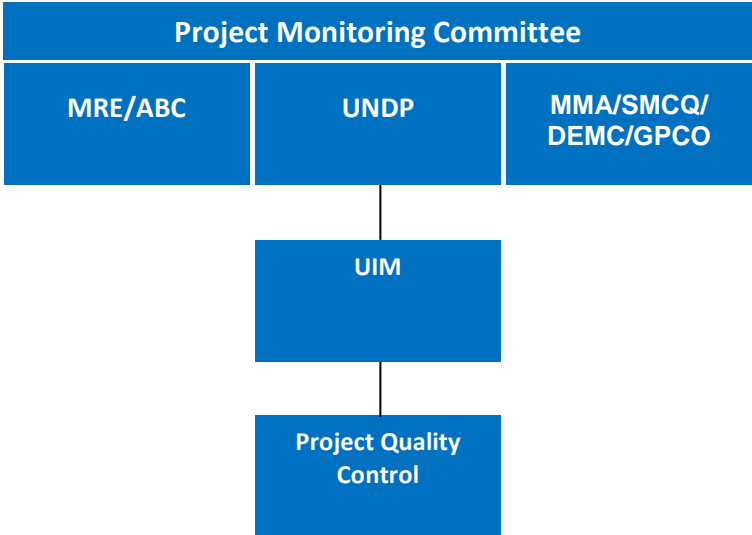 Project Monitoring Committee
MRE/ABC
UNDP
MMA/SMCQ/
DEMC/GPCO
UIM
Project Quality
Control